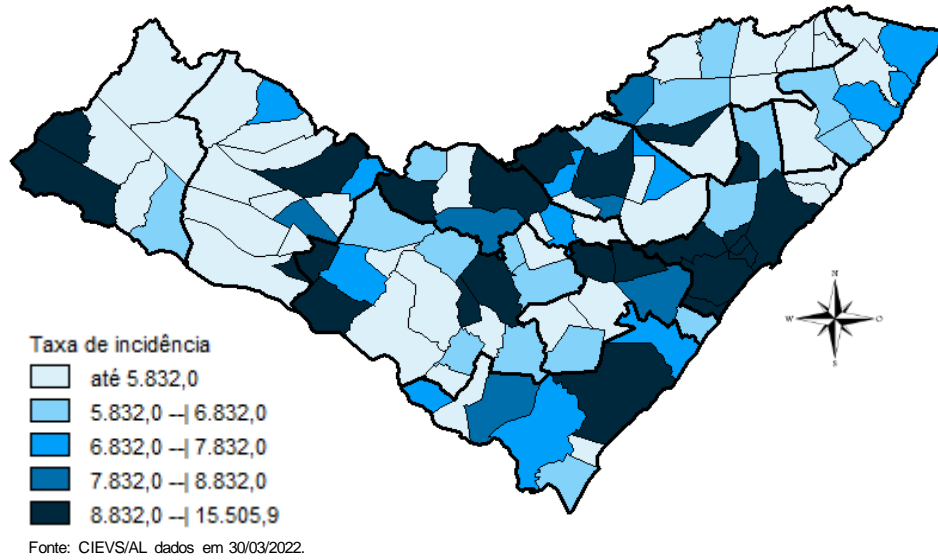 N
W
O
S
Taxa de incidência
até 5.832,0
5.832,0 --| 6.832,0
6.832,0 --| 7.832,0
7.832,0 --| 8.832,0
8.832,0 --| 15.505,9
Fonte: CIEVS/AL dados em 30/03/2022.